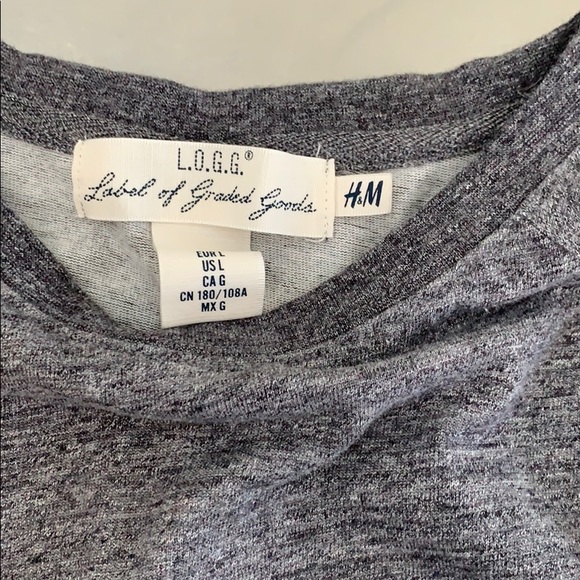 L.O.G.G.®
Label of Graded Goods
H&M
EUR L
US L
CA G
CN 180/108A
MX G